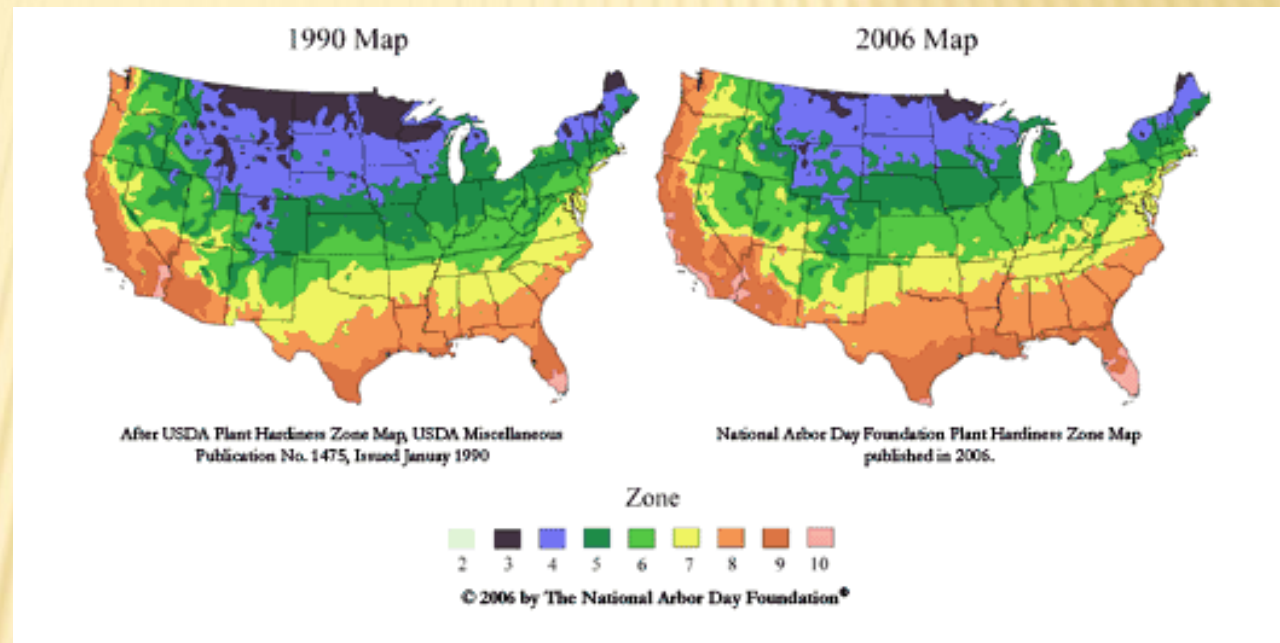 1990 Map
2006 Map
After USDA Plant Hardiness Zone Map, USDA Miscellaneous
Publication No. 1475, Issued Januay 1990
National Arbor Day Foundation Plant Hardiness Zone Map
published in 2006.
Zone
2 3 4 5 6 7 8 9 10
© 2006 by The National Arbor Day Foundation®